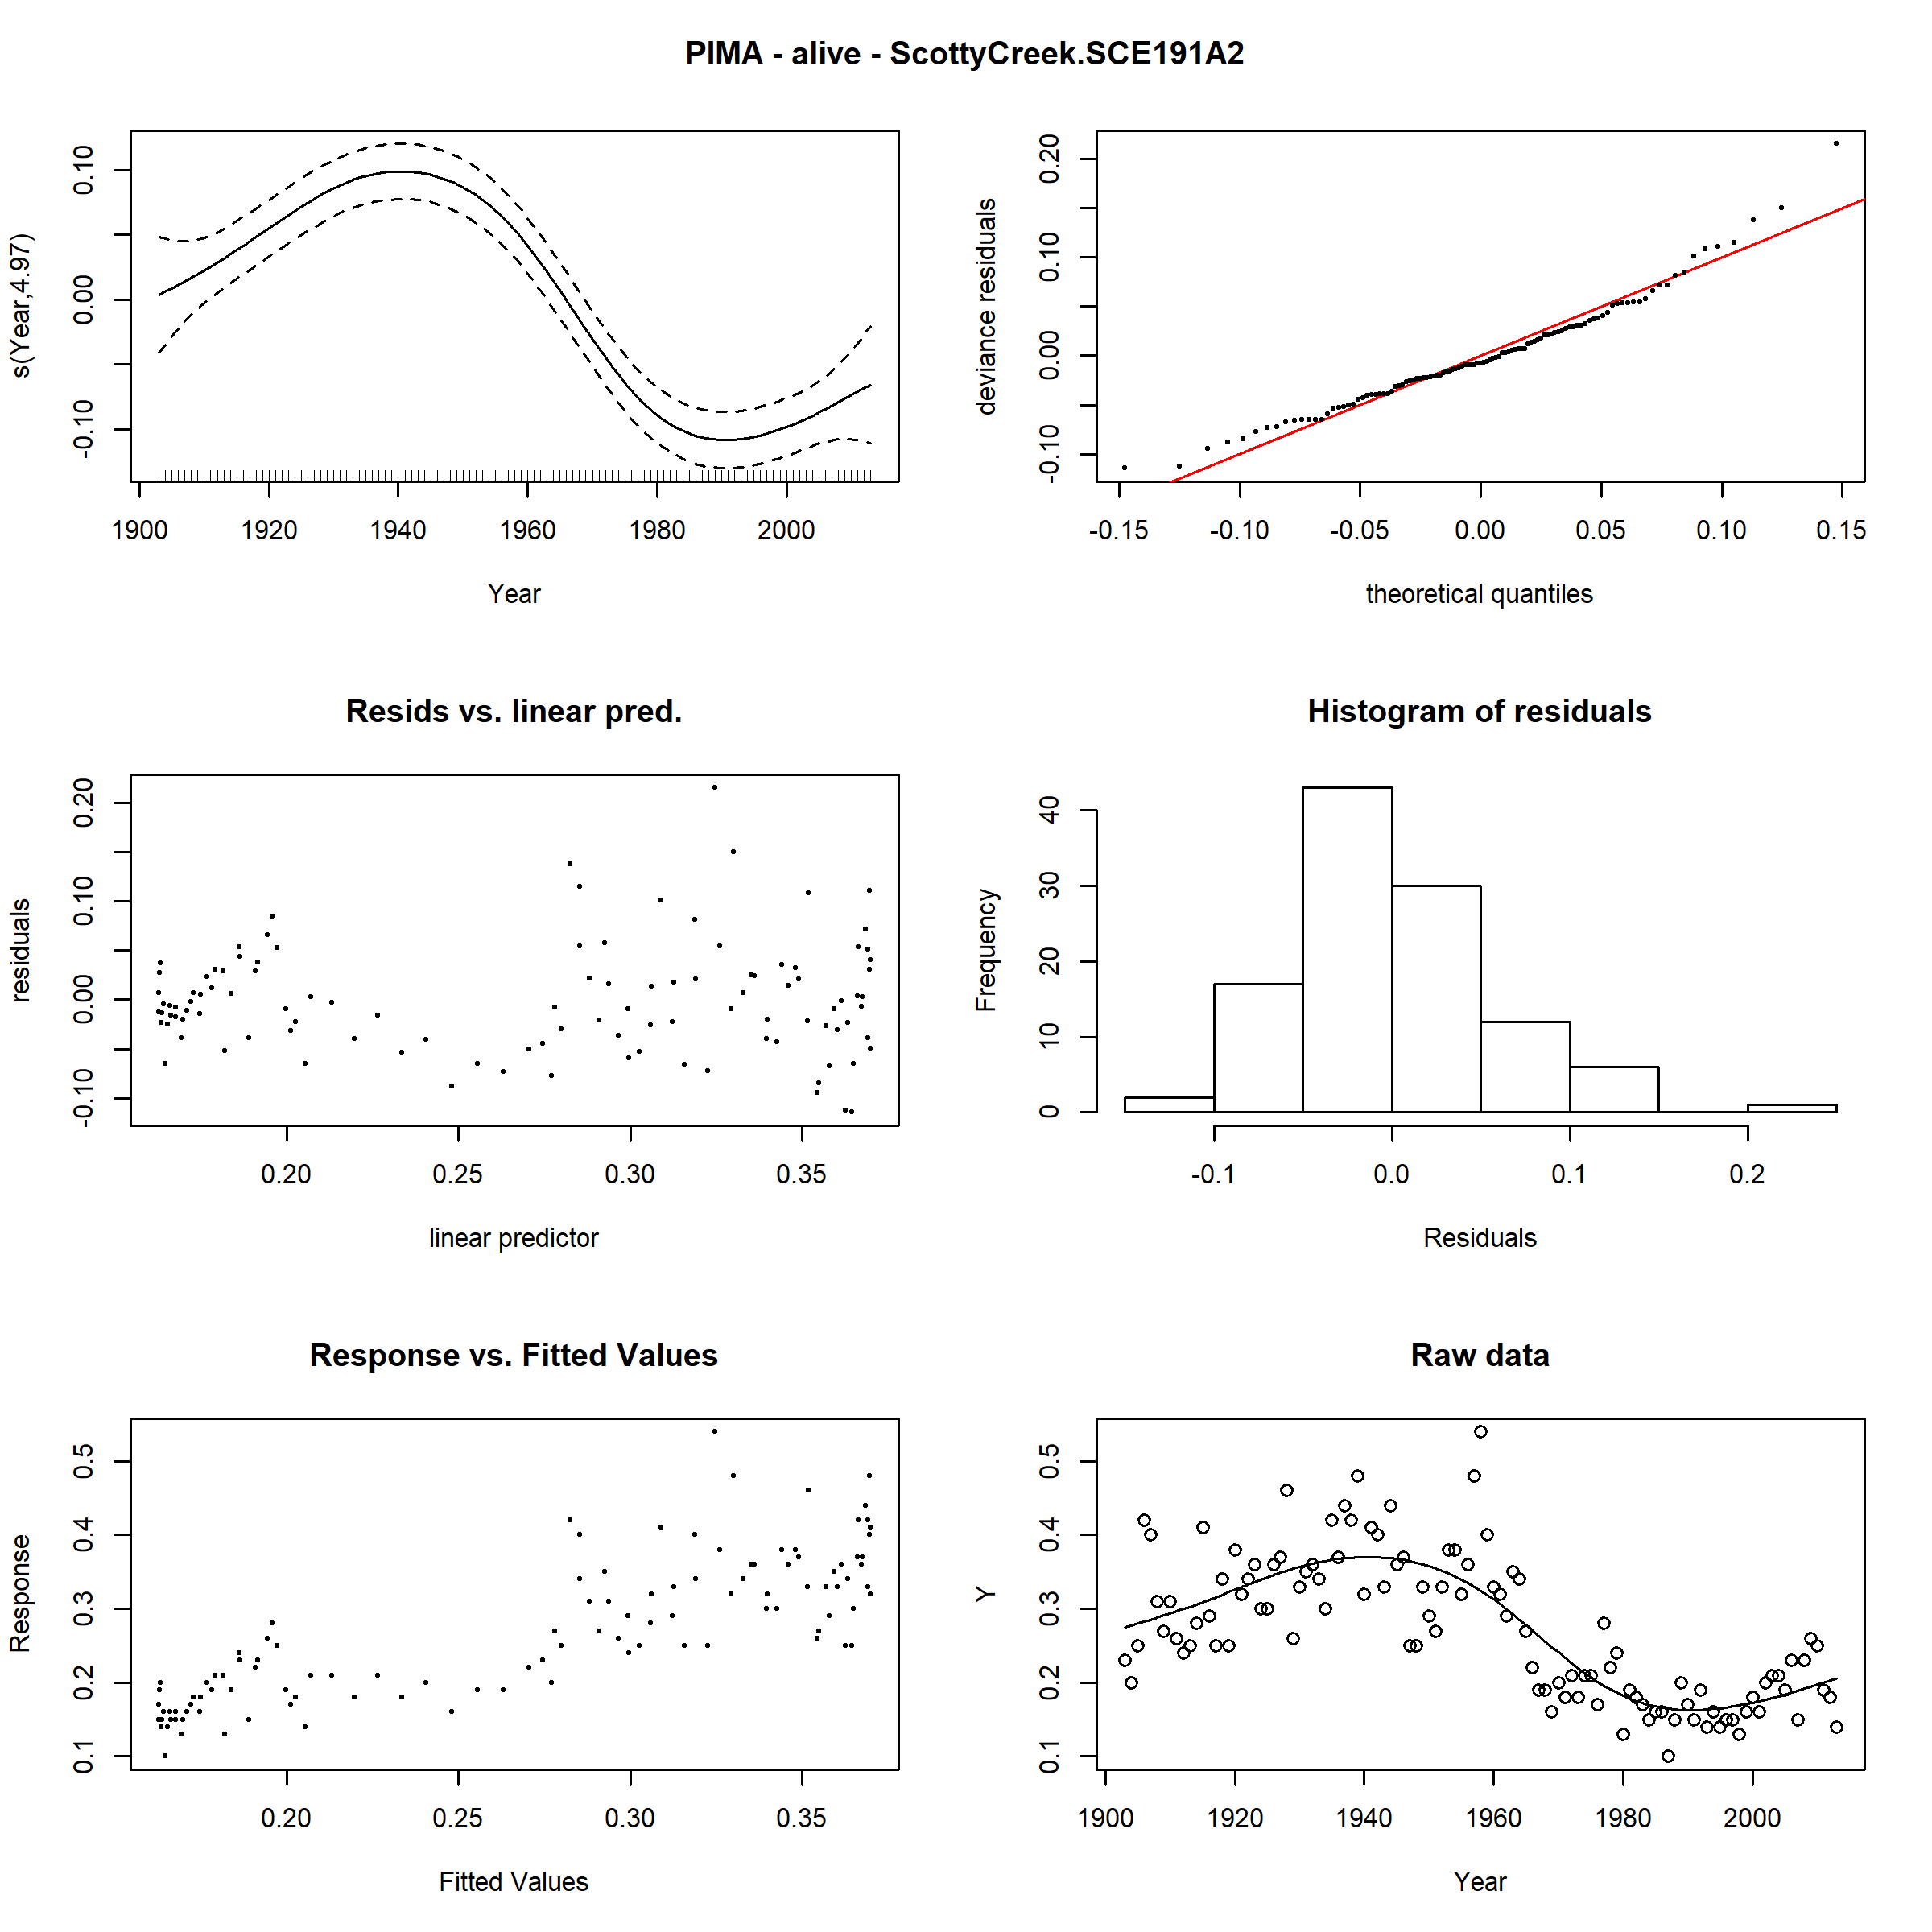 PIMA - alive - ScottyCreek.SCE191A2
s(Year,4.97)
0.10
0.00
-0.10
1900 1920 1940 1960 1980 2000
Year
deviance residuals
0.20
0.10
0.00
-0.10
-0.15 -0.10 -0.05 0.00 0.05 0.10 0.15
theoretical quantiles
Resids vs. linear pred.
residuals
0.20
0.10
0.00
-0.10
0.20 0.25 0.30 0.35
linear predictor
Histogram of residuals
Frequency
40
30
20
10
0
-0.1 0.0 0.1 0.2
Residuals
Response vs. Fitted Values
Response
0.5
0.4
0.3
0.2
0.1
0.20 0.25 0.30 0.35
Fitted Values
Raw data
Y
0.5
0.4
0.3
0.2
0.1
1900 1920 1940 1960 1980 2000
Year